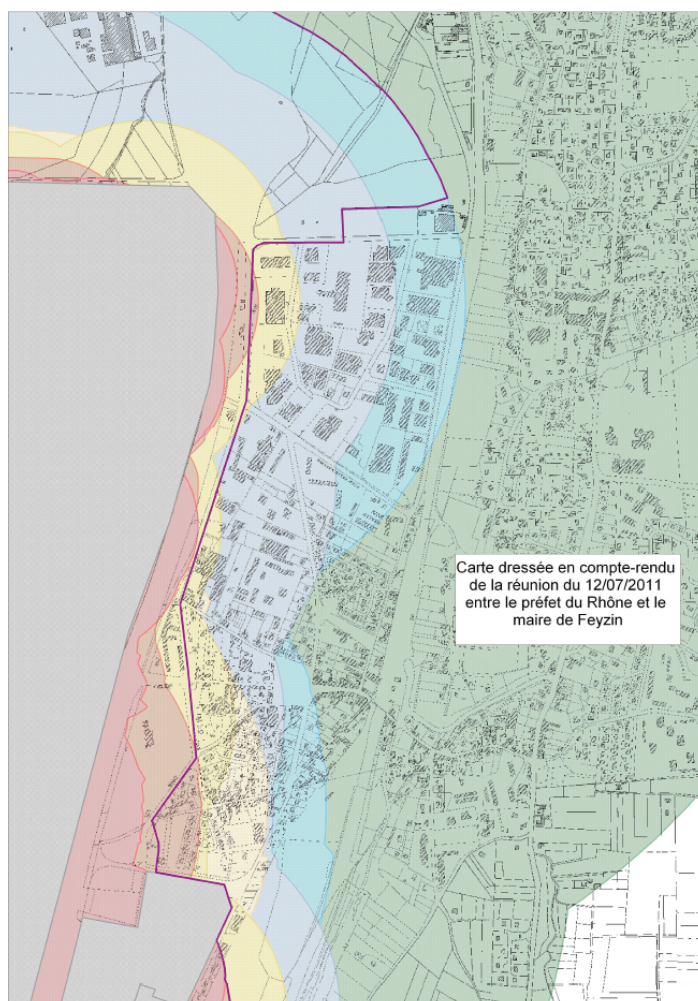 Carte dressée en compte-rendu
de la réunion du 12/07/2011
entre le préfet du Rhône et le
maire de Feyzin